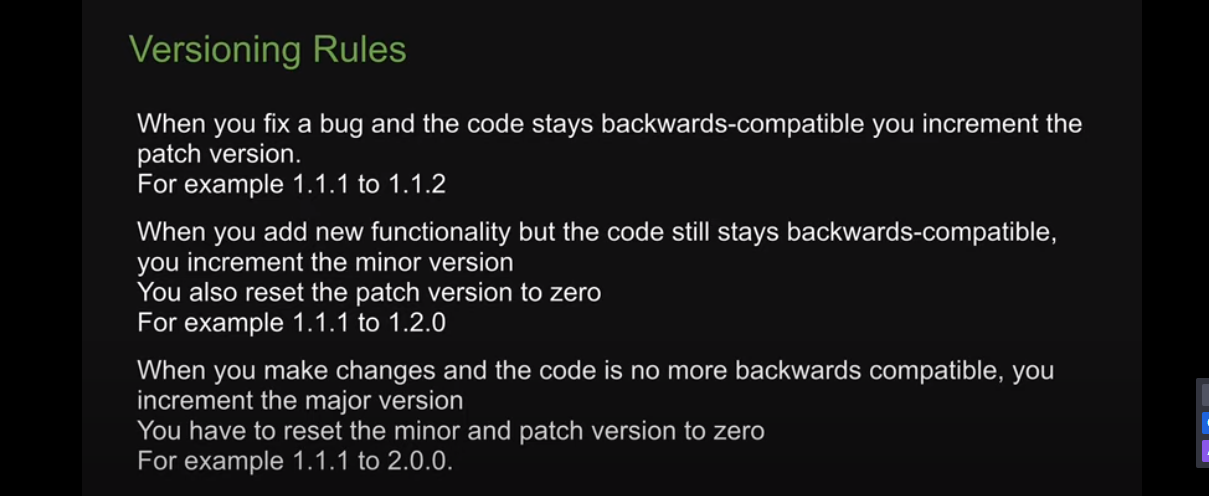 Versioning Rules
When you fix a bug and the code stays backwards-compatible you increment the
patch version.
For example 1.1.1 to 1.1.2
When you add new functionality but the code still stays backwards-compatible,
you increment the minor version
You also reset the patch version to zero
For example 1.1.1 to 1.2.0
When you make changes and the code is no more backwards compatible, you
increment the major version
You have to reset the minor and patch version to zero
For example 1.1.1 to 2.0.0.